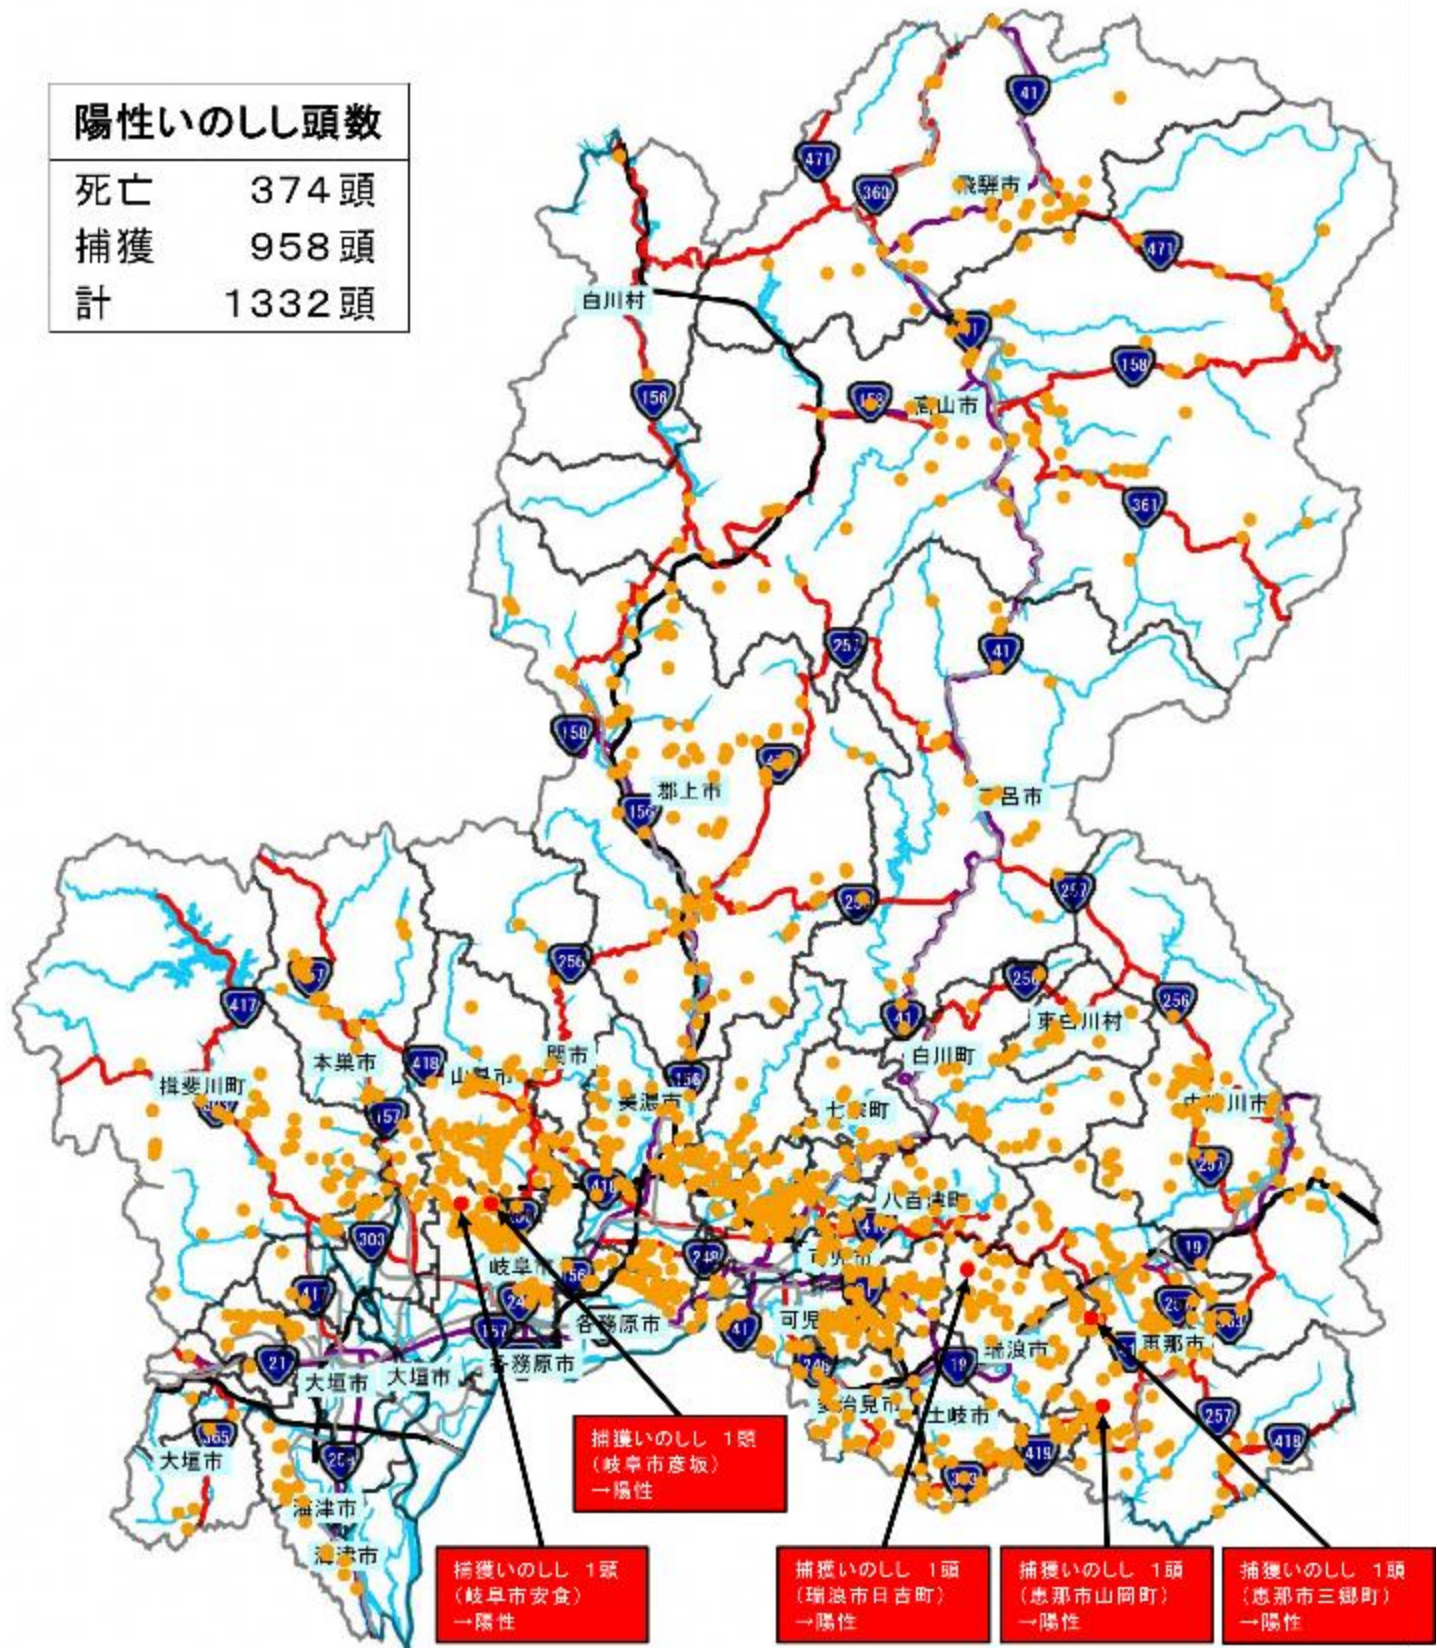 陽性いのしし頭数
死亡 374頭
捕獲 958頭
計 1332頭
41
471
360
飛騨市
471
白川村
158
156
158
高山市
361
257
41
158
郡上市
156
呂市
257
256
417
256
256
41
東白川村
418
本巣市
関市
白川町
揖斐川町
156
157
美濃市
川市
257
418
八百津町
303
19
岐阜市
248
可児市
156
417
各務原市
可児
41
157
21
大垣市
大垣市
各務原市
瑞浪市
恵那市
19
多治見市
土岐市
257
365
418
419
大垣市
海津市
海津市
捕獲いのしし 1頭
(岐阜市彦坂)
→陽性
捕獲いのしし 1頭
(岐阜市安食)
→陽性
捕獲いのしし 1頭
(瑞浪市日吉町)
→陽性
捕獲いのしし 1頭
(恵那市山岡町)
→陽性
捕獲いのしし 1頭
(恵那市三郷町)
→陽性